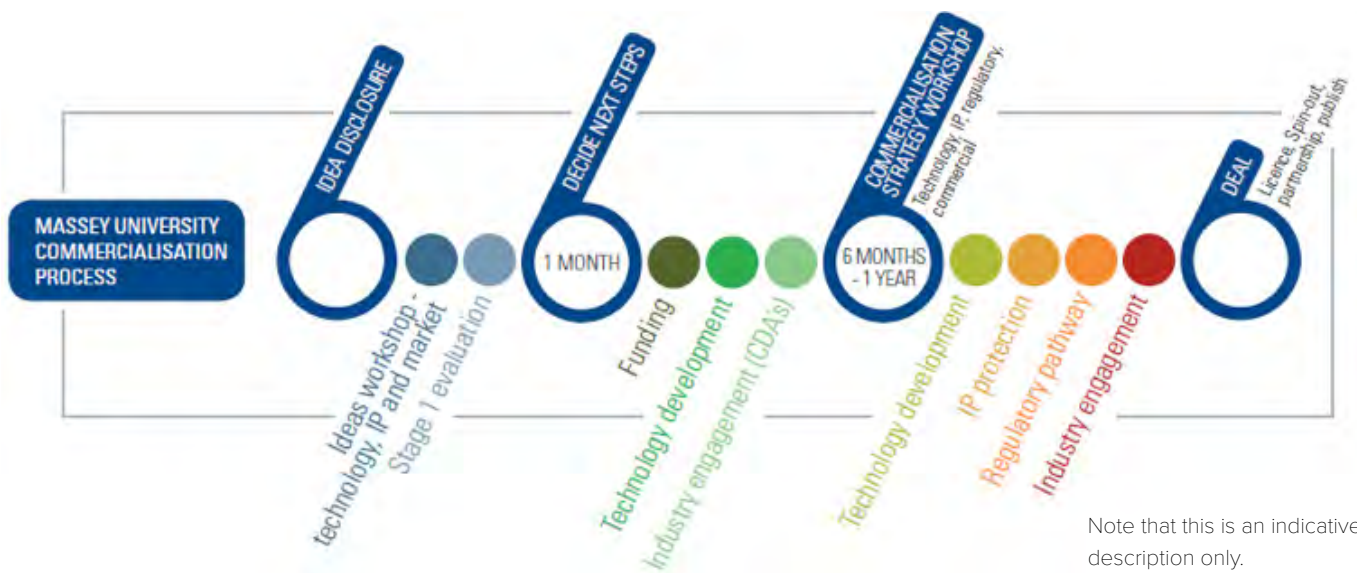 MASSEY UNIVERSITY
COMMERCIALISATION
PROCESS
IDEA DISCLOSURE
Ideas workshop -
technology, IP and market
Stage 1 evaluation
DECIDE NEXT STEPS
1 MONTH
Funding
Technology development
Industry engagement (CDA's)
COMMERCIALISATION
STRATEGY WORKSHOP
Technology, IP, regulatory,
commercial
6 MONTHS
- 1 YEAR
Technology development
IP protection
Regulatory pathway
Industry engagement
DEAL
Licence, Spin-out,
partnership, publish
Note that this is an indicative
description only.